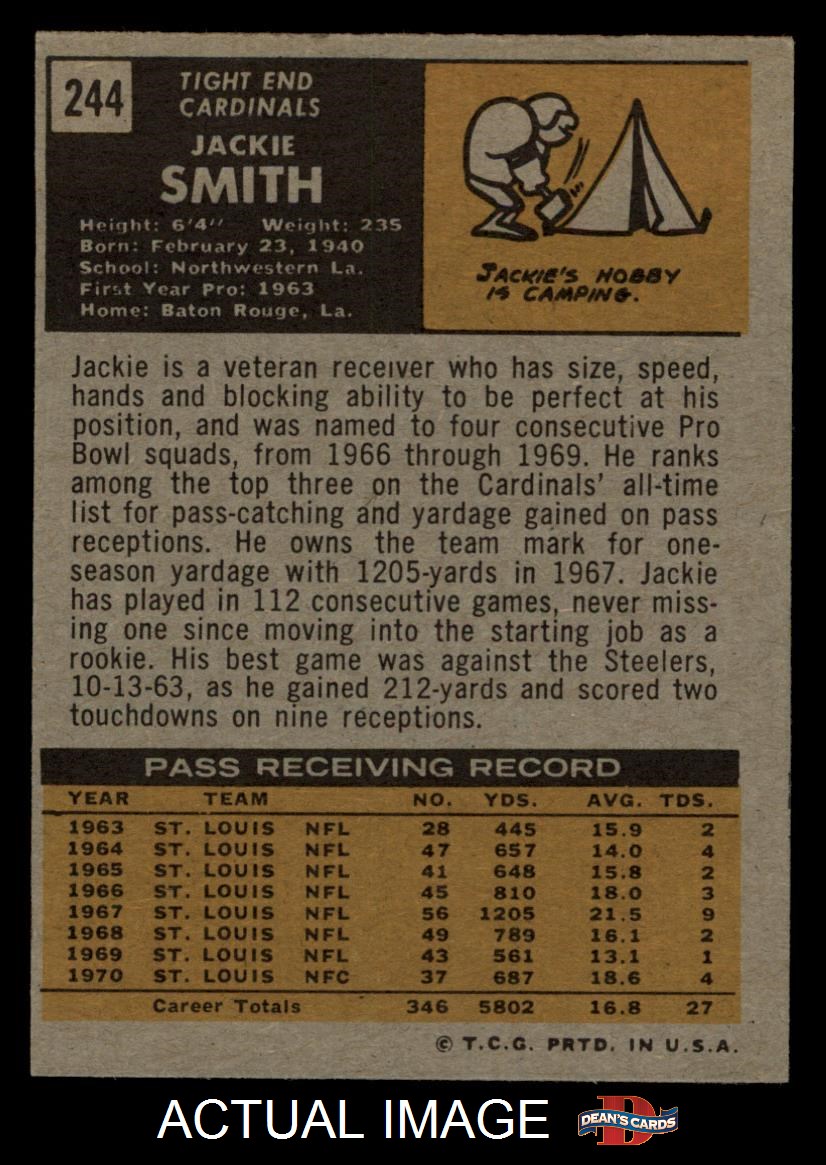 244
TIGHT END
CARDINALS
JACKIE
SMITH
Height: 6'4" Weight: 235
Born: February 23, 1940
School: Northwestern La.
First Year Pro: 1963
Home: Baton Rouge, La.
JACKIE'S HOBBY
IS CAMPING.
Jackie is a veteran receiver who has size, speed,
hands and blocking ability to be perfect at his
position, and was named to four consecutive Pro
Bowl squads, from 1966 through 1969. He ranks
among the top three on the Cardinals' all-time
list for pass-catching and yardage gained on pass
receptions. He owns the team mark for one-
season yardage with 1205-yards in 1967. Jackie
has played in 112 consecutive games, never miss-
ing one since moving into the starting job as a
rookie. His best game was against the Steelers,
10-13-63, as he gained 212-yards and scored two
touchdowns on nine receptions.
PASS RECEIVING RECORD
YEAR TEAM NO. YDS. AVG. TDS.
1963 ST. LOUIS NFL 28 445 15.9 2
1964 ST. LOUIS NFL 47 657 14.0 4
1965 ST. LOUIS NFL 41 648 15.8 2
1966 ST. LOUIS NFL 45 810 18.0 3
1967 ST. LOUIS NFL 56 1205 21.5 9
1968 ST. LOUIS NFL 49 789 16.1 2
1969 ST. LOUIS NFL 43 561 13.1 1
1970 ST. LOUIS NFC 37 687 18.6 4
Career Totals 346 5802 16.8 27
© T.C.G. PRTD. IN U.S.A.
ACTUAL IMAGE
D
DEAN'S CARDS